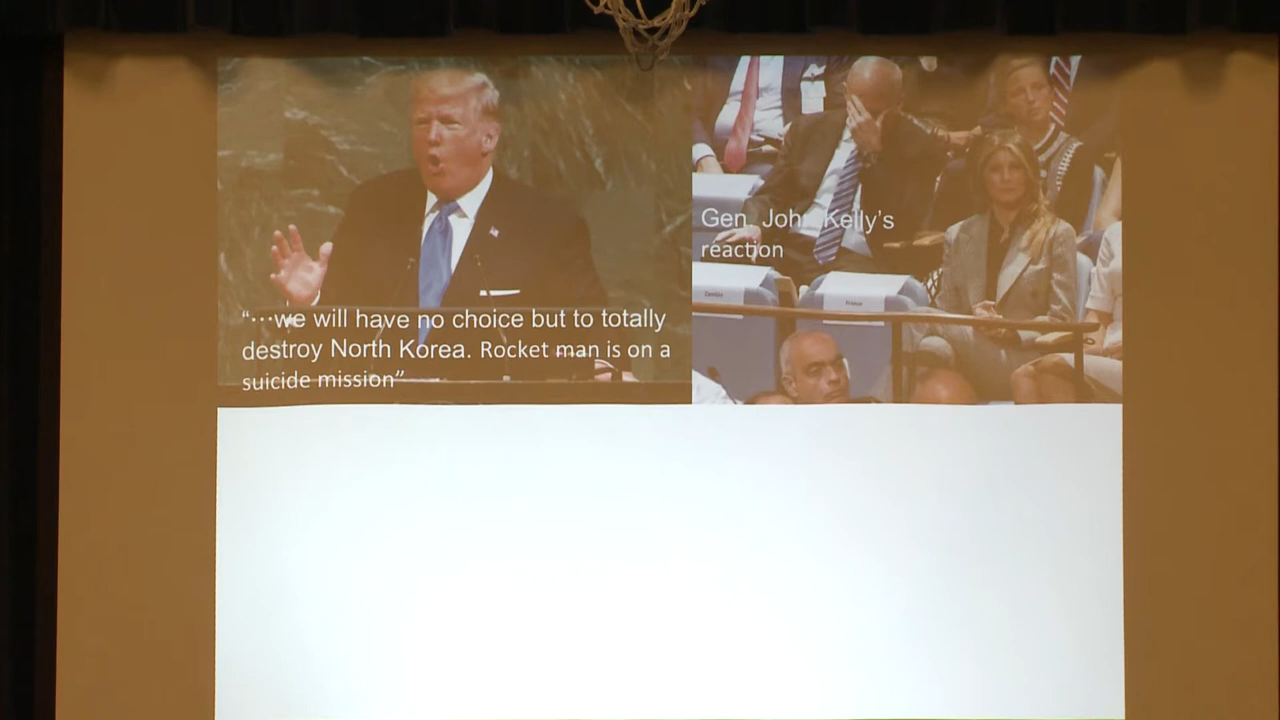 “…we will have no choice but to totally
destroy North Korea. Rocket man is on a
suicide mission”
Gen. John Kelly’s
reaction
France